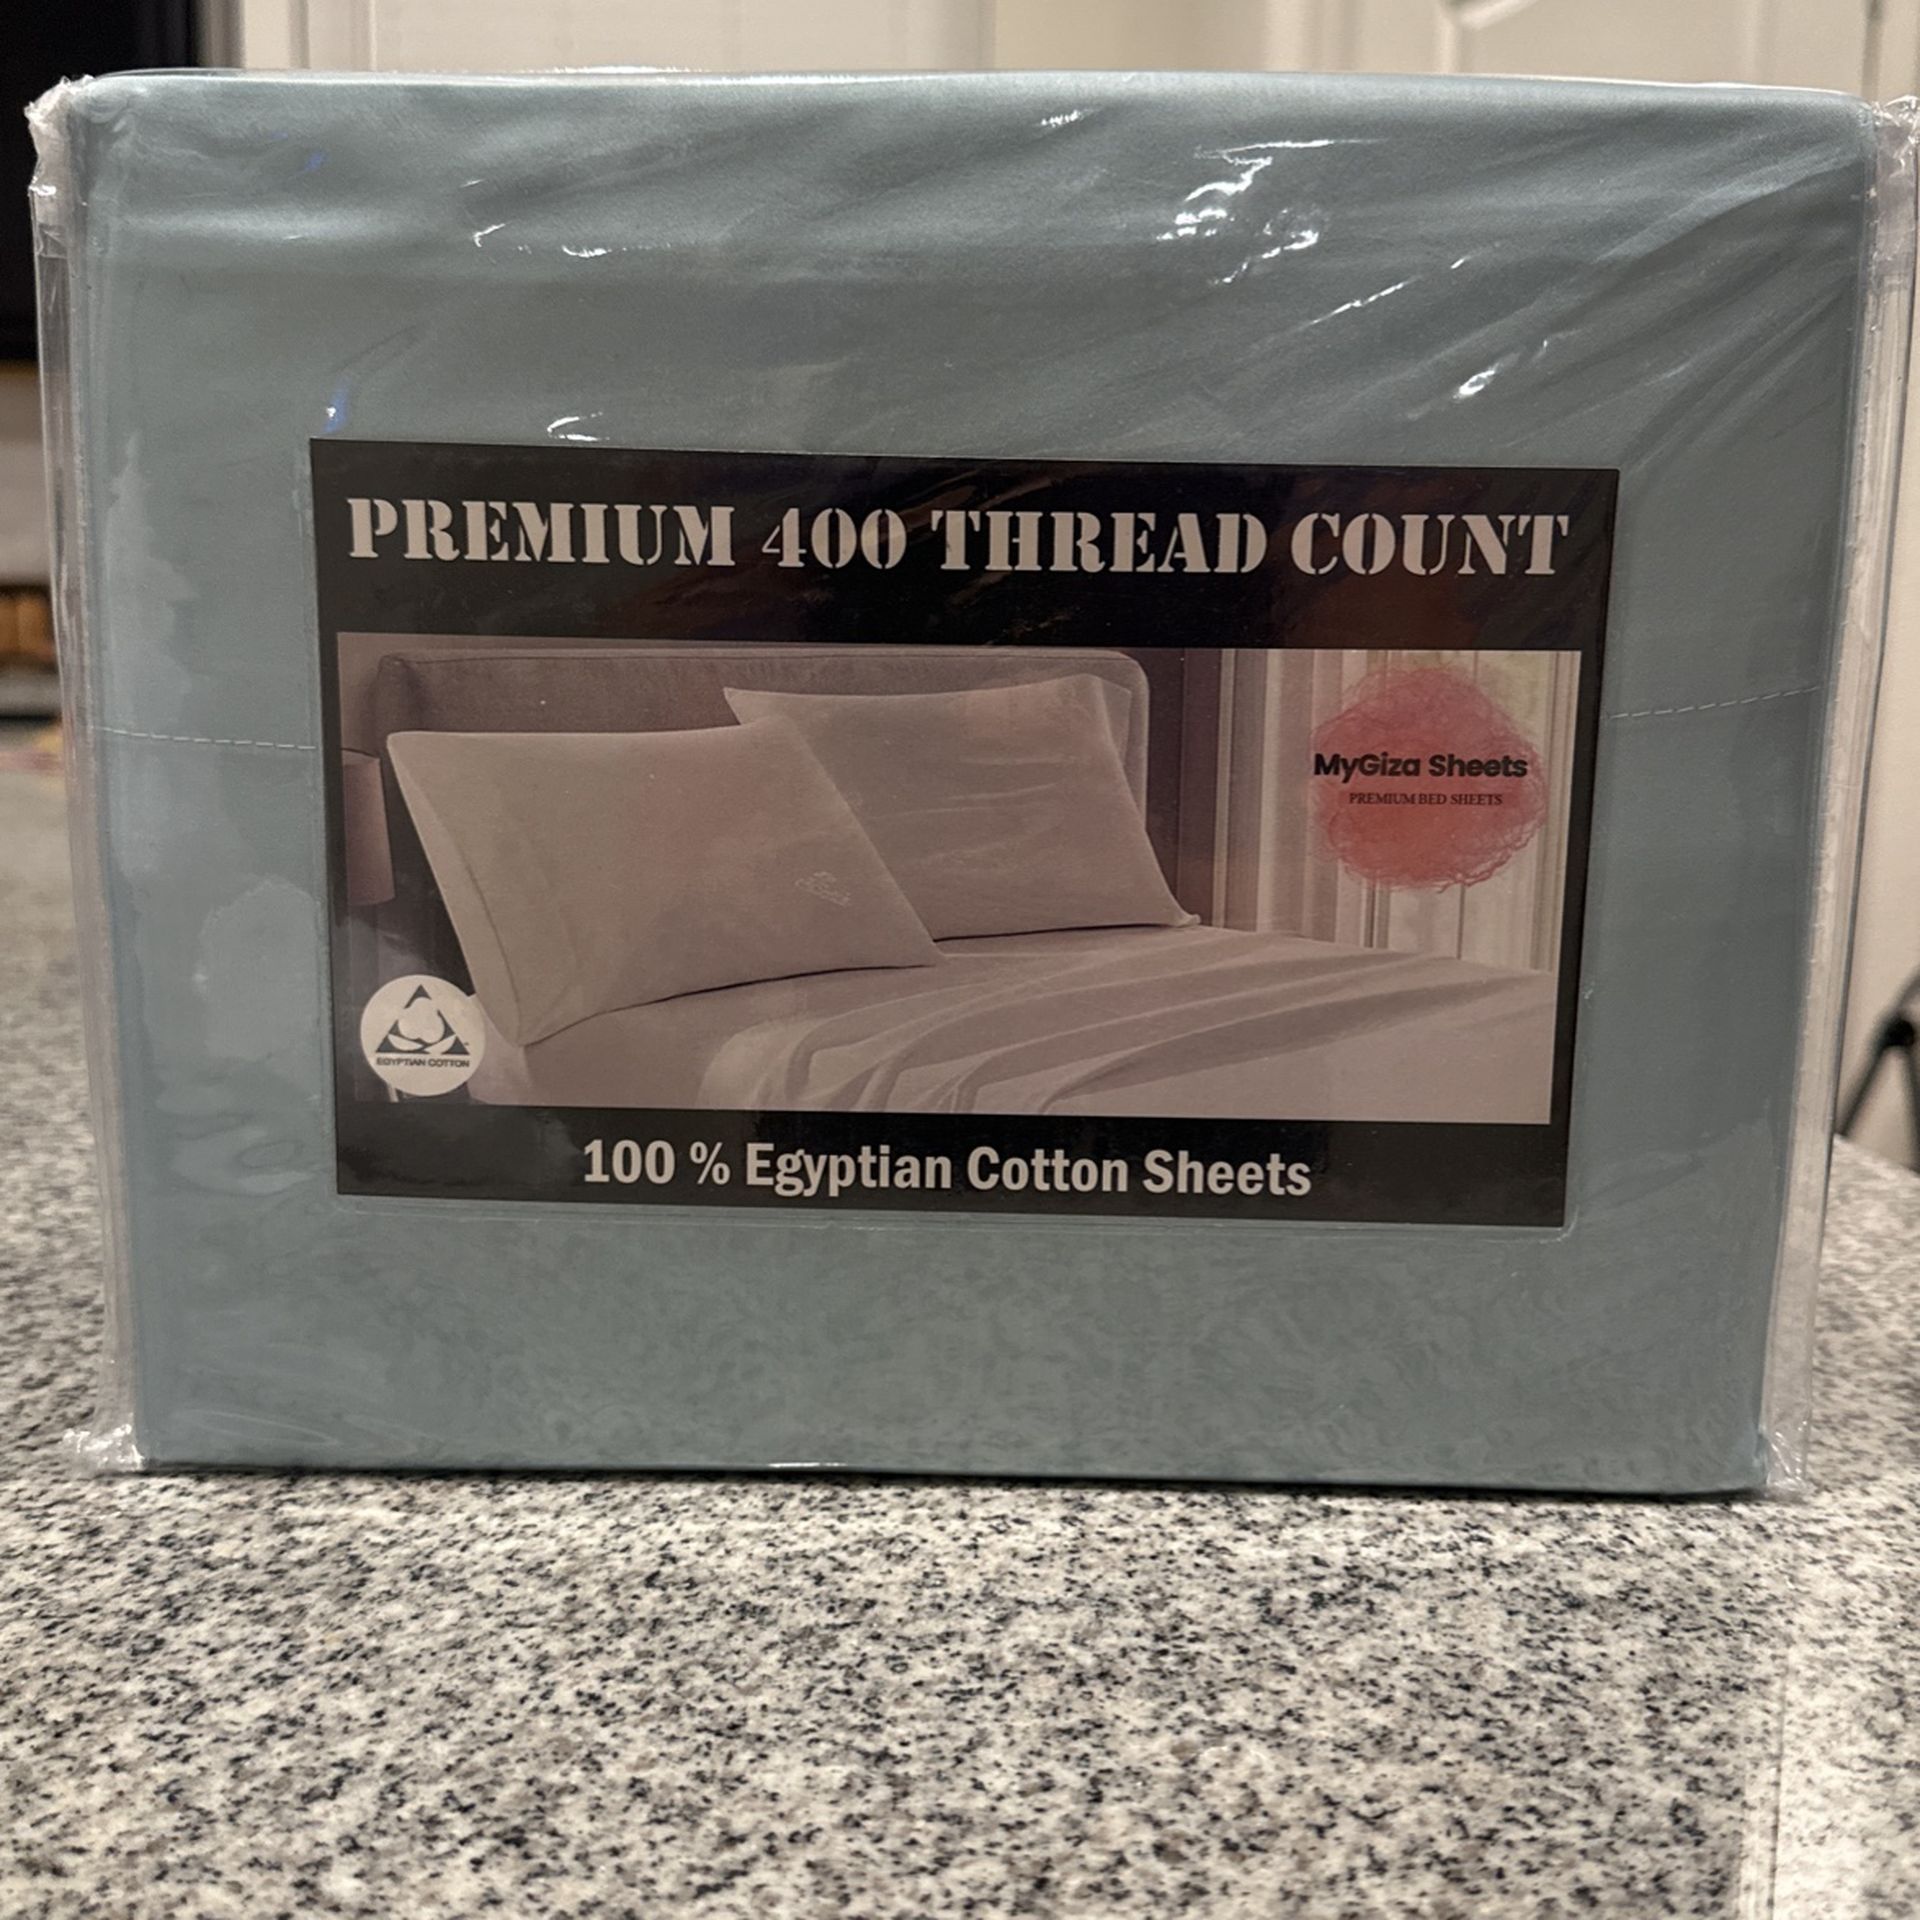 PREMIUM 400 THREAD COUNT
MyGiza Sheets
PREMIUM BED SHEETS
EGYPTIAN COTTON
100 % Egyptian Cotton Sheets